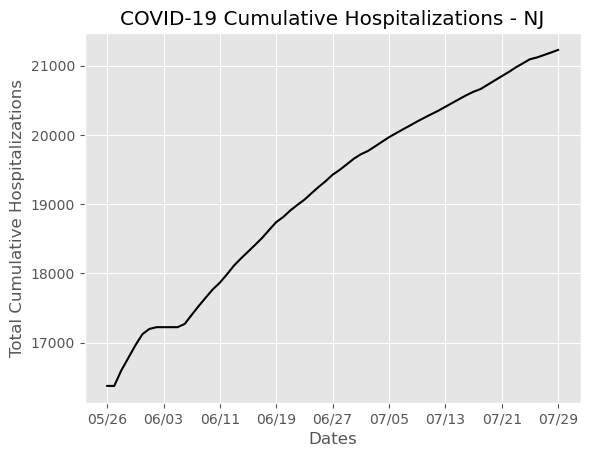 COVID-19 Cumulative Hospitalizations - NJ
Total Cumulative Hospitalizations
21000
20000
19000
18000
17000
05/26 06/03 06/11 06/19 06/27 07/05 07/13 07/21 07/29
Dates